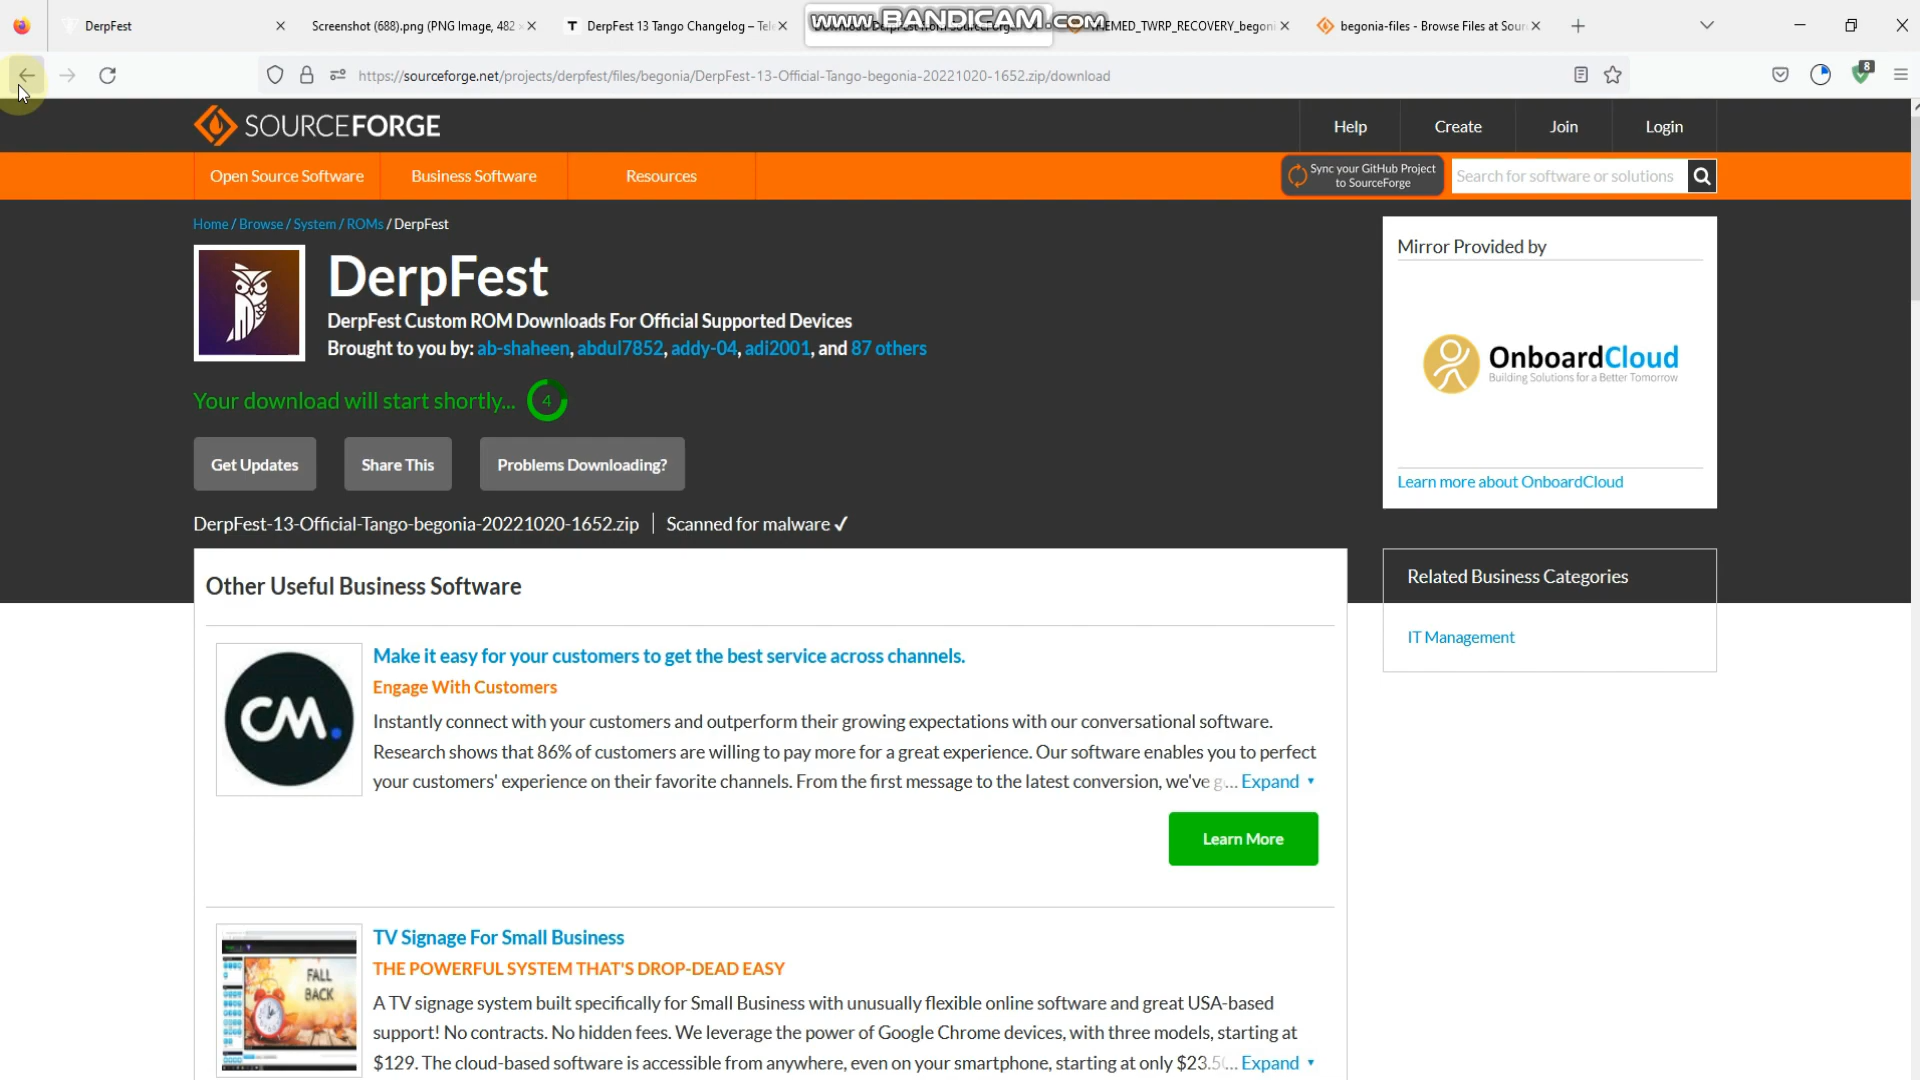 DerpFest
Screenshot (688).png (PNG Image, 482
T DerpFest 13 Tango Changelog – Tel
Download DerpFest from SourceForge
www.BANDICAM.com
EMED_TWRP_RECOVERY_begoni
begonia-files - Browse Files at Sour
https://sourceforge.net/projects/derpfest/files/begonia/DerpFest-13-Official-Tango-begonia-20221020-1652.zip/download
8
SOURCEFORGE
Help
Create
Join
Login
Open Source Software
Business Software
Resources
Sync your GitHub Project
to SourceForge
Search for software or solutions
Home / Browse / System / ROMs / DerpFest
DerpFest
DerpFest Custom ROM Downloads For Official Supported Devices
Brought to you by: ab-shaheen, abdul7852, addy-04, adi2001, and 87 others
Your download will start shortly... 4
Get Updates
Share This
Problems Downloading?
DerpFest-13-Official-Tango-begonia-20221020-1652.zip | Scanned for malware ✓
Mirror Provided by
OnboardCloud
Building Solutions for a Better Tomorrow
Learn more about OnboardCloud
Related Business Categories
IT Management
Other Useful Business Software
CM.
Make it easy for your customers to get the best service across channels.
Engage With Customers
Instantly connect with your customers and outperform their growing expectations with our conversational software.
Research shows that 86% of customers are willing to pay more for a great experience. Our software enables you to perfect
your customers' experience on their favorite channels. From the first message to the latest conversion, we've g... Expand
Learn More
FALL
BACK
TV Signage For Small Business
THE POWERFUL SYSTEM THAT'S DROP-DEAD EASY
A TV signage system built specifically for Small Business with unusually flexible online software and great USA-based
support! No contracts. No hidden fees. We leverage the power of Google Chrome devices, with three models, starting at
$129. The cloud-based software is accessible from anywhere, even on your smartphone, starting at only $23.50... Expand